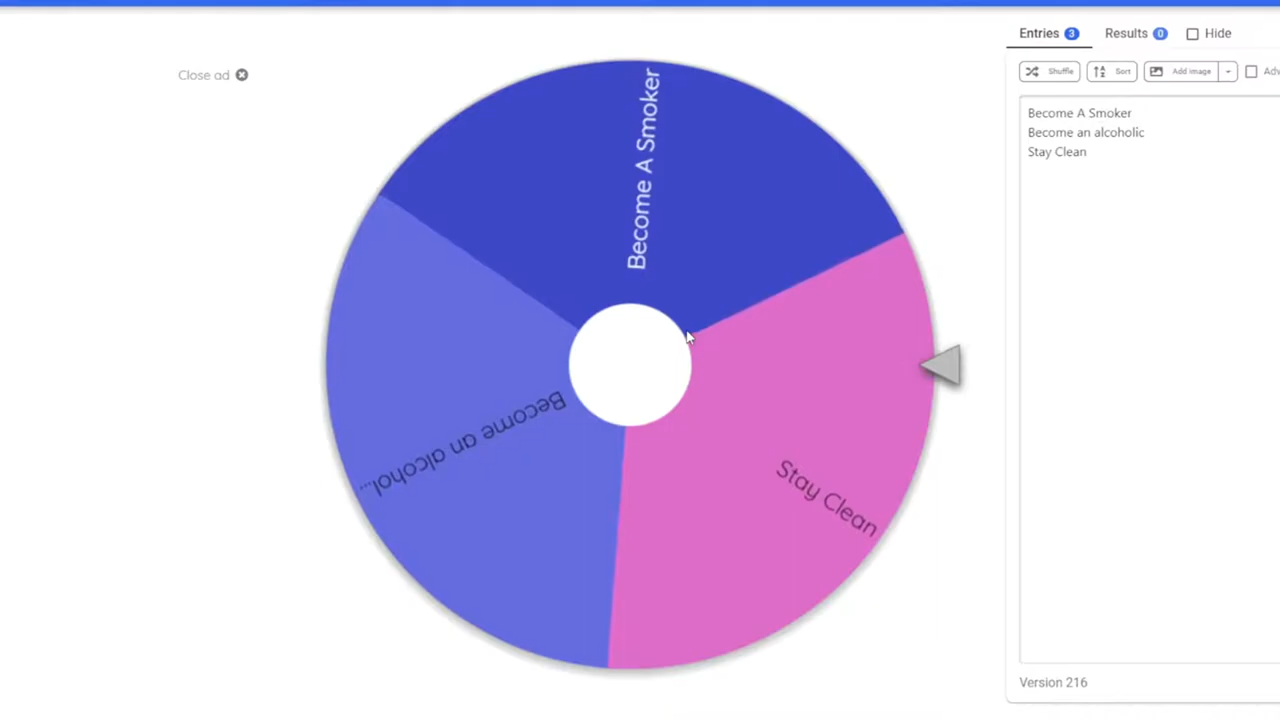 Close ad
Become A Smoker
Become an alcohol...
Stay Clean
Entries 3
Results 0
Hide
Shuffle
Sort
Add image
Adv
Become A Smoker
Become an alcoholic
Stay Clean
Version 216